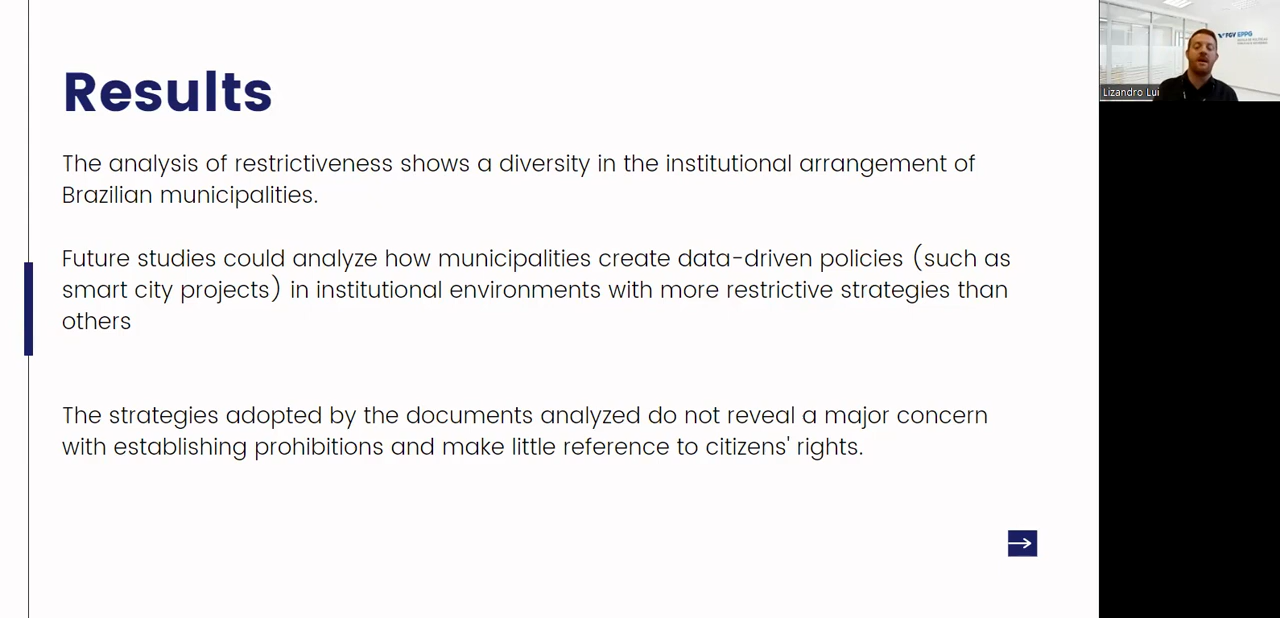 Results
The analysis of restrictiveness shows a diversity in the institutional arrangement of
Brazilian municipalities.
Future studies could analyze how municipalities create data-driven policies (such as
smart city projects) in institutional environments with more restrictive strategies than
others
The strategies adopted by the documents analyzed do not reveal a major concern
with establishing prohibitions and make little reference to citizens' rights.
FGV EPPG
Lizandro Lui